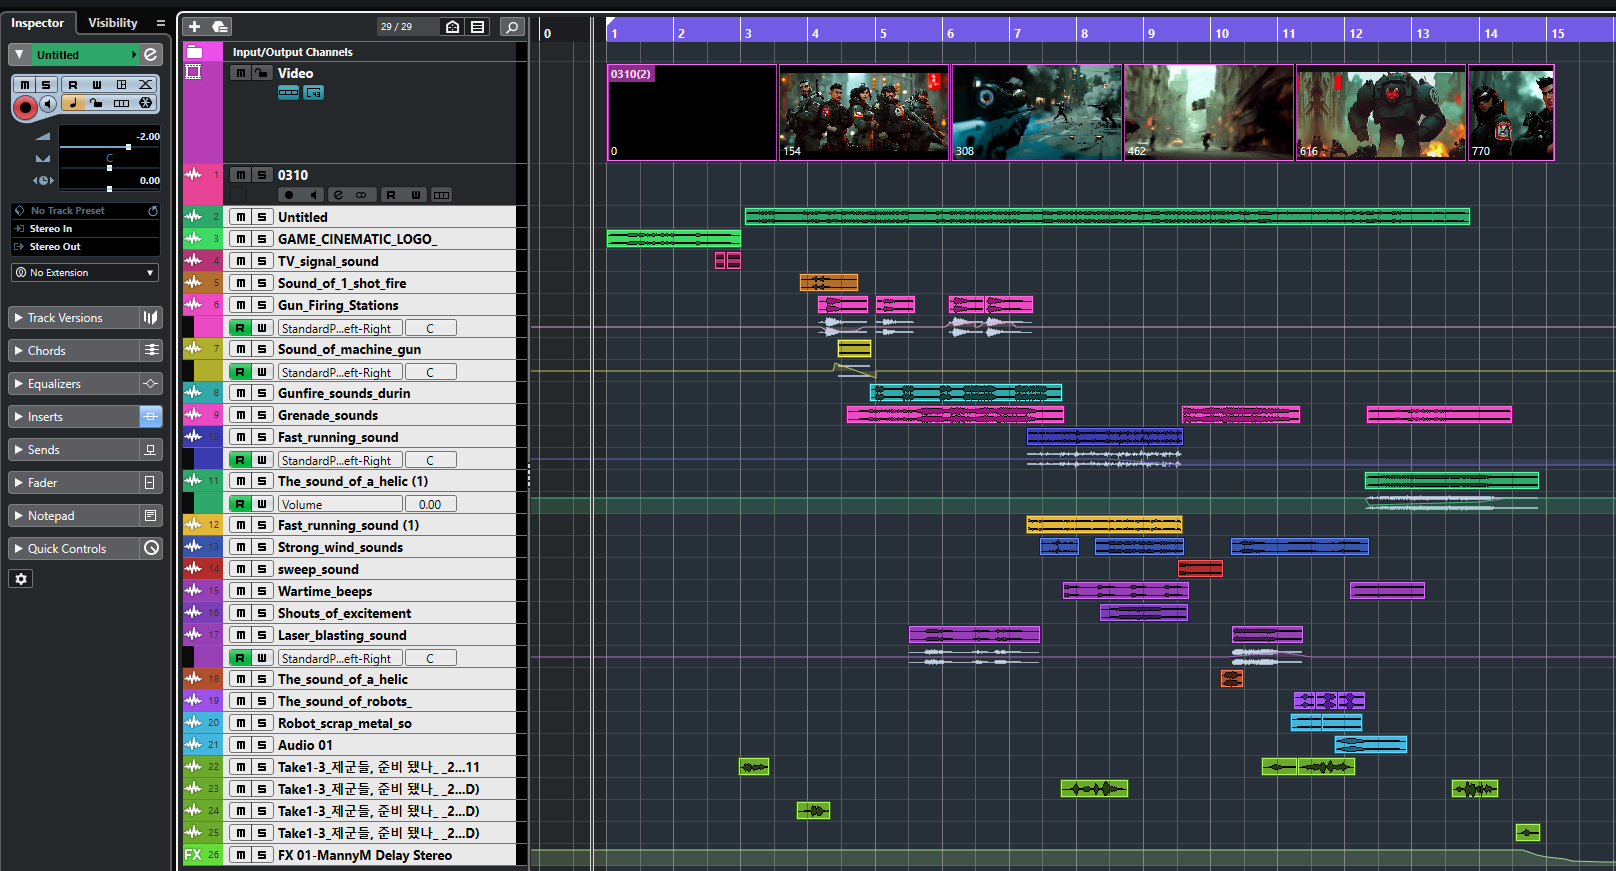 Inspector
Visibility
Untitled
e
m S R W
-2.00
C
0.00
No Track Preset
Stereo In
Stereo Out
No Extension
Track Versions
Chords
Equalizers
Inserts
Sends
Fader
Notepad
Quick Controls
29 / 29
0 1 2 3 4 5 6 7 8 9 10 11 12 13 14 15
Input/Output Channels
m Video
0310(2)
0 154 308 462 616 770
1 m S 0310
e R W
2 m S Untitled
3 m S GAME_CINEMATIC_LOGO_
4 m S TV_signal_sound
5 m S Sound_of_1_shot_fire
6 m S Gun_Firing_Stations
R W StandardP...eft-Right C
7 m S Sound_of_machine_gun
R W StandardP...eft-Right C
8 m S Gunfire_sounds_durin
9 m S Grenade_sounds
10 m S Fast_running_sound
R W StandardP...eft-Right C
11 m S The_sound_of_a_helic (1)
R W Volume 0.00
12 m S Fast_running_sound (1)
13 m S Strong_wind_sounds
14 m S sweep_sound
15 m S Wartime_beeps
16 m S Shouts_of_excitement
17 m S Laser_blasting_sound
R W StandardP...eft-Right C
18 m S The_sound_of_a_helic
19 m S The_sound_of_robots_
20 m S Robot_scrap_metal_so
21 m S Audio 01
22 m S Take1-3_제군들, 준비 됐나_ _2...11
23 m S Take1-3_제군들, 준비 됐나_ _2...D)
24 m S Take1-3_제군들, 준비 됐나_ _2...D)
25 m S Take1-3_제군들, 준비 됐나_ _2...D)
FX 26 m S FX 01-MannyM Delay Stereo